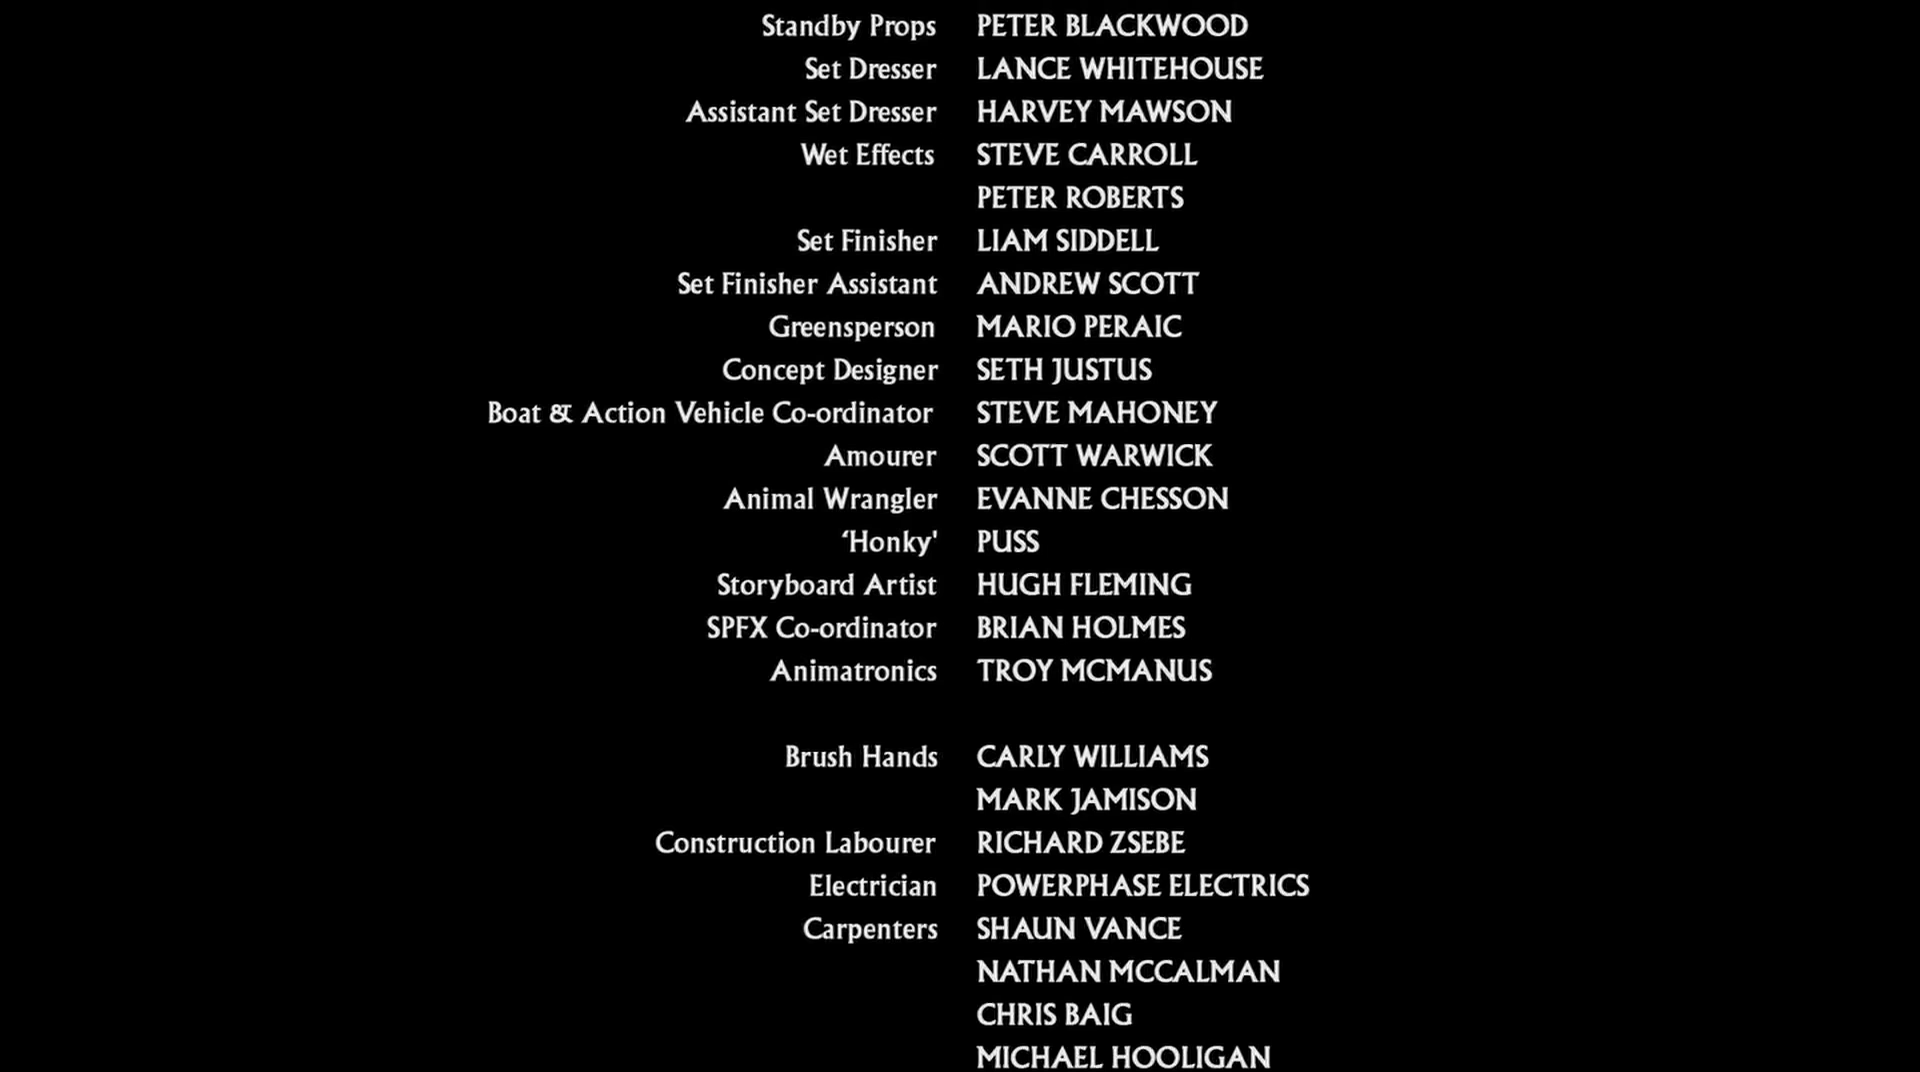 Standby Props PETER BLACKWOOD
Set Dresser LANCE WHITEHOUSE
Assistant Set Dresser HARVEY MAWSON
Wet Effects STEVE CARROLL
PETER ROBERTS
Set Finisher LIAM SIDDELL
Set Finisher Assistant ANDREW SCOTT
Greensperson MARIO PERAIC
Concept Designer SETH JUSTUS
Boat & Action Vehicle Co-ordinator STEVE MAHONEY
Amourer SCOTT WARWICK
Animal Wrangler EVANNE CHESSON
‘Honky' PUSS
Storyboard Artist HUGH FLEMING
SPFX Co-ordinator BRIAN HOLMES
Animatronics TROY MCMANUS
Brush Hands CARLY WILLIAMS
MARK JAMISON
Construction Labourer RICHARD ZSEBE
Electrician POWERPHASE ELECTRICS
Carpenters SHAUN VANCE
NATHAN MCCALMAN
CHRIS BAIG
MICHAEL HOOLIGAN